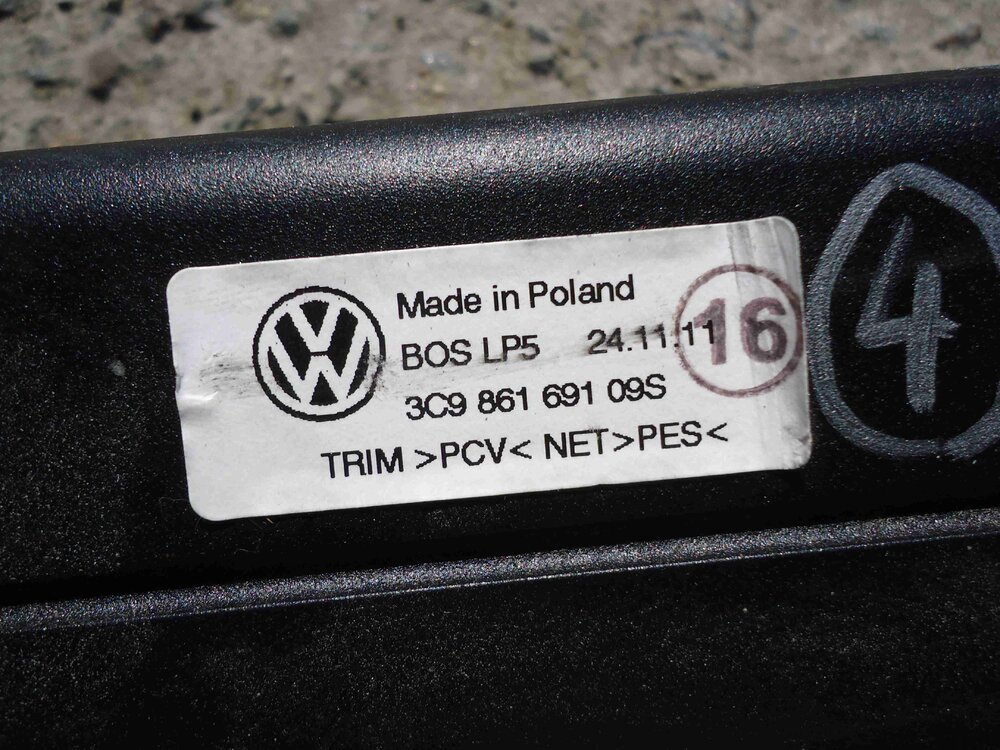 Made in Poland
BOS LP5 24.11.11
16
3C9 861 691 09S
TRIM >PCV< NET>PES<
4